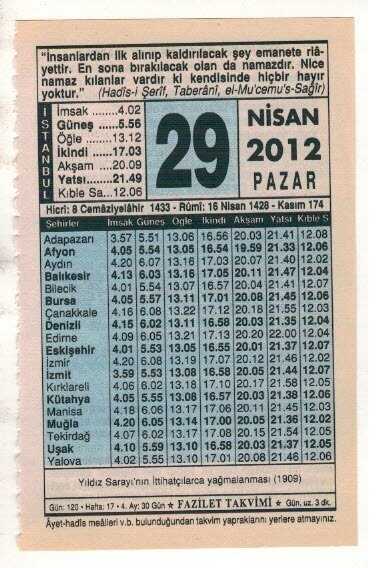 "İnsanlardan ilk alınıp kaldırılacak şey emanete riâ-
yettir. En sona bırakılacak olan da namazdır. Nice
namaz kılanlar vardır ki kendisinde hiçbir hayır
yoktur." (Hadîs-i Şerîf, Taberânî, el-Mu'cemu's-Sağîr)
İSTANBUL
İmsak 4.02
Güneş 5.56
Öğle 13.12
İkindi 17.03
Akşam 20.09
Yatsı 21.49
Kıble Sa... 12.06
29
NİSAN
2012
PAZAR
Hicrî: 8 Cemâziyelâhir 1433 - Rûmî: 16 Nisan 1428 - Kasım 174
Şehirler İmsak Güneş Öğle İkindi Akşam Yatsı Kıble S
Adapazarı 3.57 5.51 13.06 16.56 20.03 21.41 12.08
Afyon 4.05 5.54 13.05 16.54 19.59 21.33 12.06
Aydın 4.20 6.07 13.16 17.03 20.07 21.40 12.02
Balıkesir 4.13 6.03 13.16 17.05 20.11 21.47 12.04
Bilecik 4.01 5.54 13.07 16.57 20.04 21.41 12.07
Bursa 4.05 5.57 13.11 17.01 20.08 21.45 12.06
Çanakkale 4.16 6.08 13.22 17.12 20.18 21.55 12.03
Denizli 4.15 6.02 13.11 16.58 20.03 21.35 12.04
Edirne 4.09 6.05 13.21 17.13 20.20 22.00 12.04
Eskişehir 4.01 5.53 13.05 16.55 20.01 21.37 12.07
İzmir 4.20 6.08 13.19 17.07 20.12 21.46 12.02
İzmit 3.59 5.53 13.08 16.58 20.05 21.44 12.07
Kırklareli 4.06 6.02 13.18 17.10 20.17 21.58 12.05
Kütahya 4.05 5.55 13.08 16.57 20.03 21.38 12.06
Manisa 4.18 6.06 13.17 17.06 20.11 21.45 12.03
Muğla 4.20 6.05 13.14 17.00 20.05 21.36 12.02
Tekirdağ 4.07 6.02 13.17 17.08 20.15 21.54 12.05
Uşak 4.10 5.59 13.10 16.58 20.03 21.37 12.05
Yalova 4.02 5.55 13.10 17.01 20.08 21.46 12.06
Yıldız Sarayı'nın İttihatçılarca yağmalanması (1909)
Gün: 120 - Hafta: 17 - 4. Ay: 30 Gün ★ FAZİLET TAKVİMİ ★ Gün. uz. 3 dk.
Âyet-hadîs meâlleri v.b. bulunduğundan takvim yapraklarını yerlere atmayınız.